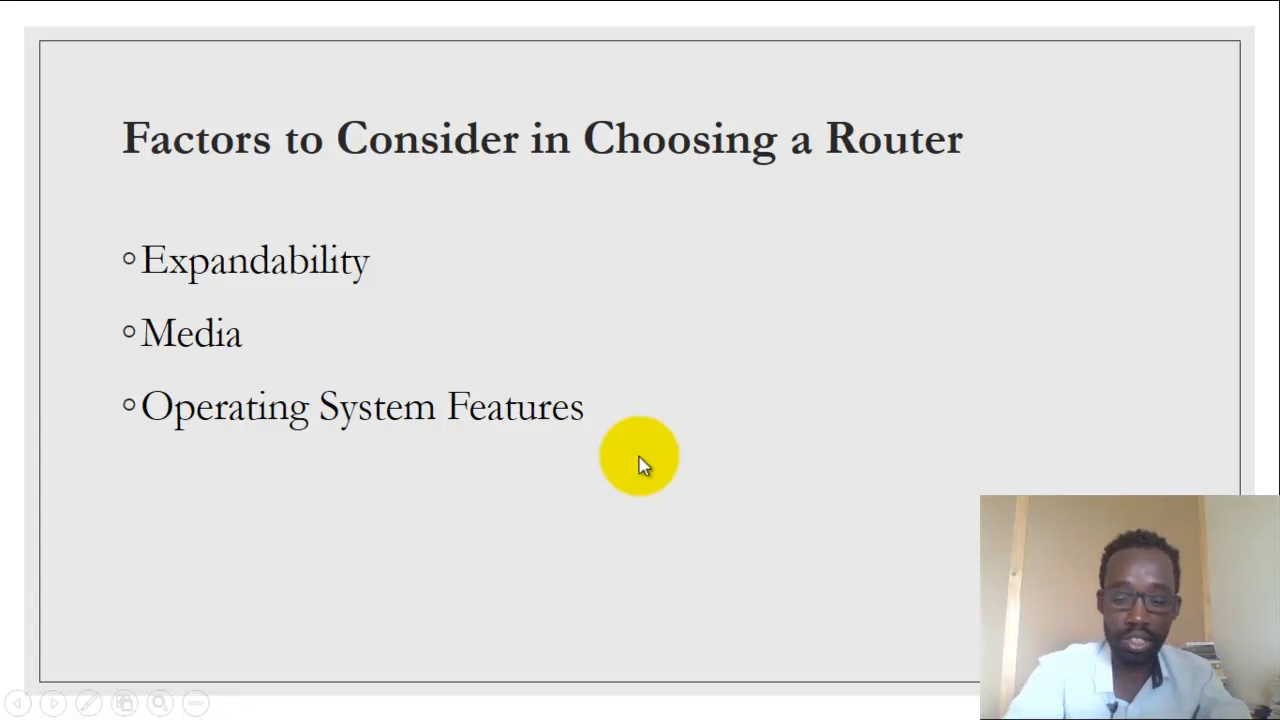 Factors to Consider in Choosing a Router
Expandability
Media
Operating System Features